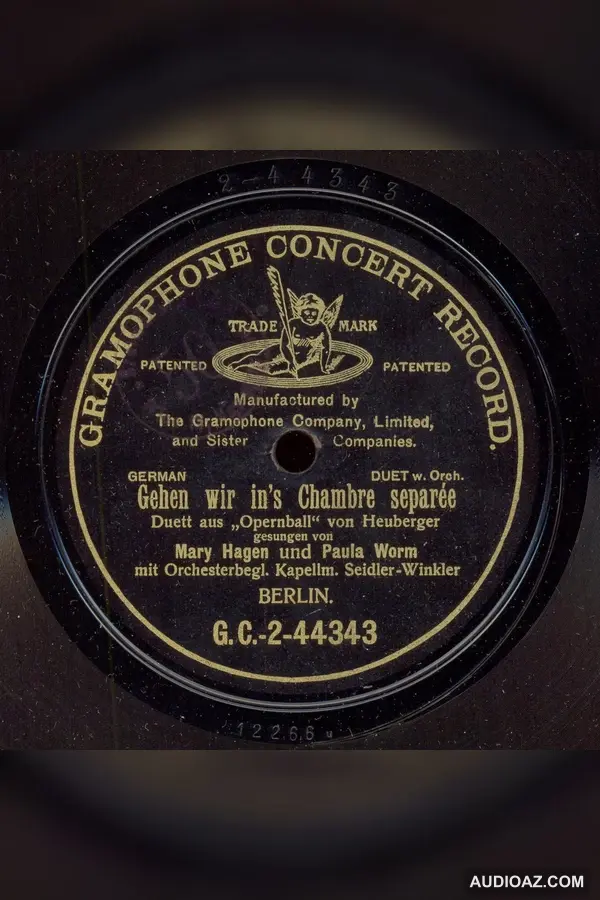 2-44343
GRAMOPHONE CONCERT RECORD.
TRADE MARK
PATENTED PATENTED
Manufactured by
The Gramophone Company, Limited,
and Sister Companies.
GERMAN DUET w. Orch.
Gehen wir in's Chambre separée
Duett aus „Opernball“ von Heuberger
gesungen von
Mary Hagen und Paula Worm
mit Orchesterbegl. Kapellm. Seidler-Winkler
BERLIN.
G.C.-2-44343
12266u
AUDIOAZ.COM